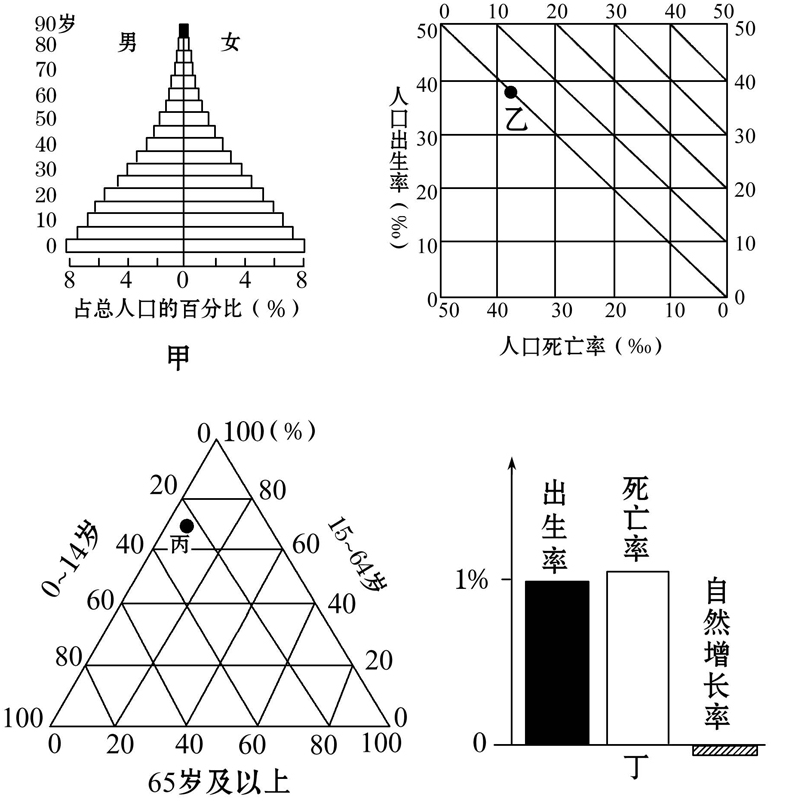 90岁
男
女
80
70
60
50
40
30
20
10
0
8 4 0 4 8
占总人口的百分比（%）
甲
0 10 20 30 40 50
50 50
40 40
30 30
20 20
10 10
0 0
50 40 30 20 10 0
人口出生率（‰）
乙
人口死亡率（‰）
0 100(%)
20 80
40 60
60 40
80 20
100 0
0 20 40 60 80 100
丙
0~14岁
15~64岁
65岁及以上
出生率
死亡率
自然增长率
1%
0
丁